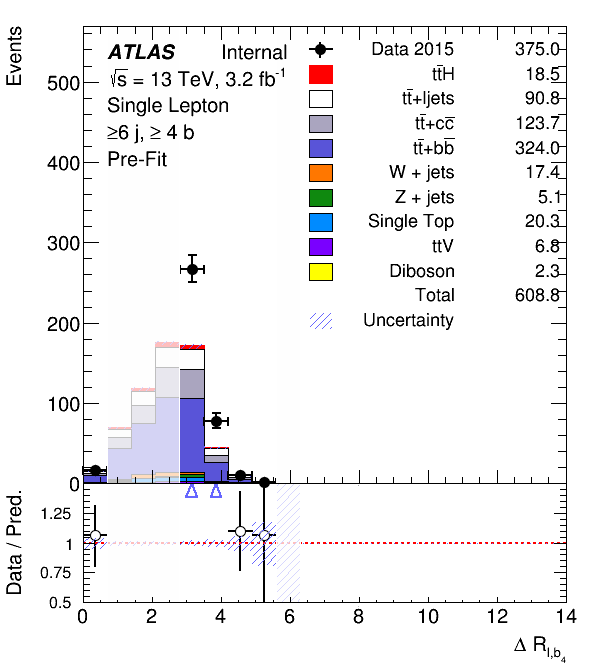 Events
500
400
300
200
100
0
ATLAS Internal
√s = 13 TeV, 3.2 fb⁻¹
Single Lepton
≥6 j, ≥ 4 b
Pre-Fit
Data 2015 375.0
tt̄H 18.5
tt̄+ljets 90.8
tt̄+cc̄ 123.7
tt̄+bb̄ 324.0
W + jets 17.4
Z + jets 5.1
Single Top 20.3
ttV 6.8
Diboson 2.3
Total 608.8
Uncertainty
Data / Pred.
1.25
1
0.75
0.5
0 2 4 6 8 10 12 14
Δ R l,b₄